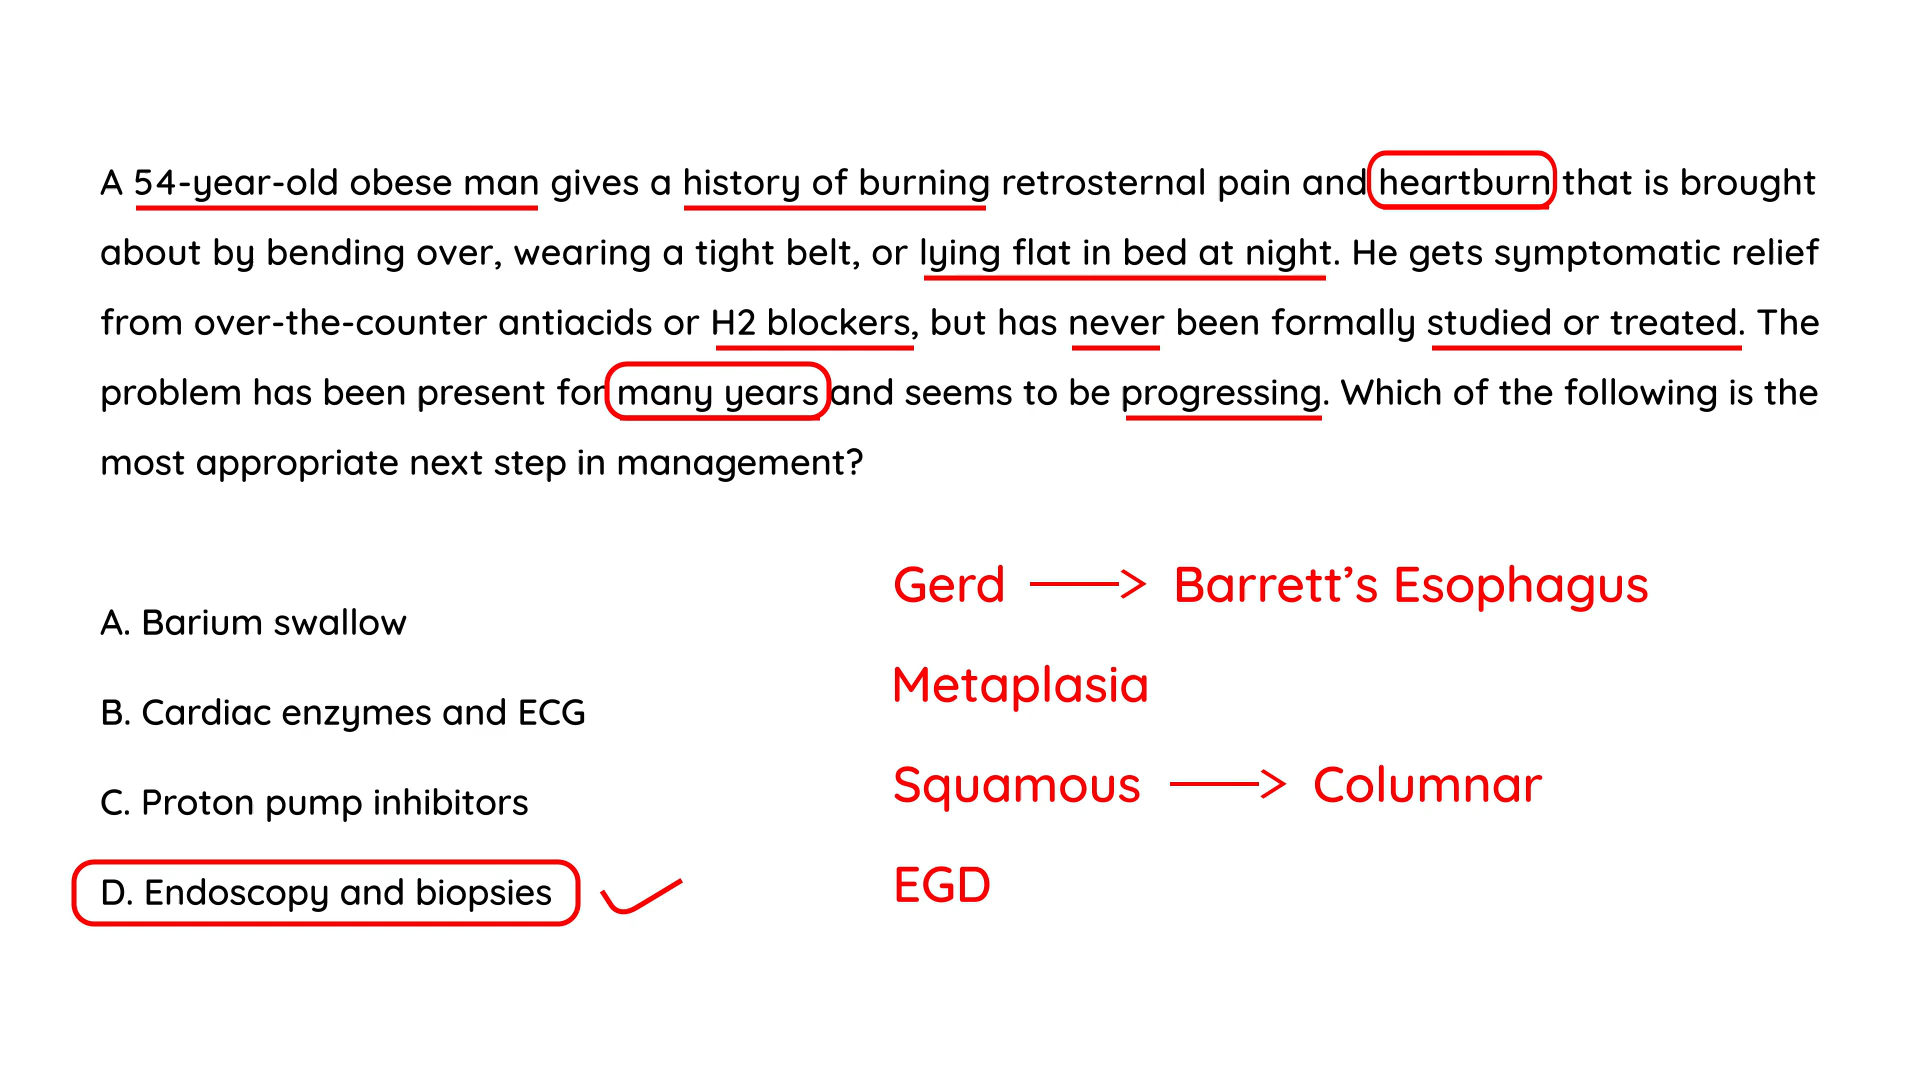 A 54-year-old obese man gives a history of burning retrosternal pain and heartburn that is brought
about by bending over, wearing a tight belt, or lying flat in bed at night. He gets symptomatic relief
from over-the-counter antiacids or H2 blockers, but has never been formally studied or treated. The
problem has been present for many years and seems to be progressing. Which of the following is the
most appropriate next step in management?
A. Barium swallow
B. Cardiac enzymes and ECG
C. Proton pump inhibitors
D. Endoscopy and biopsies
Gerd → Barrett's Esophagus
Metaplasia
Squamous → Columnar
EGD